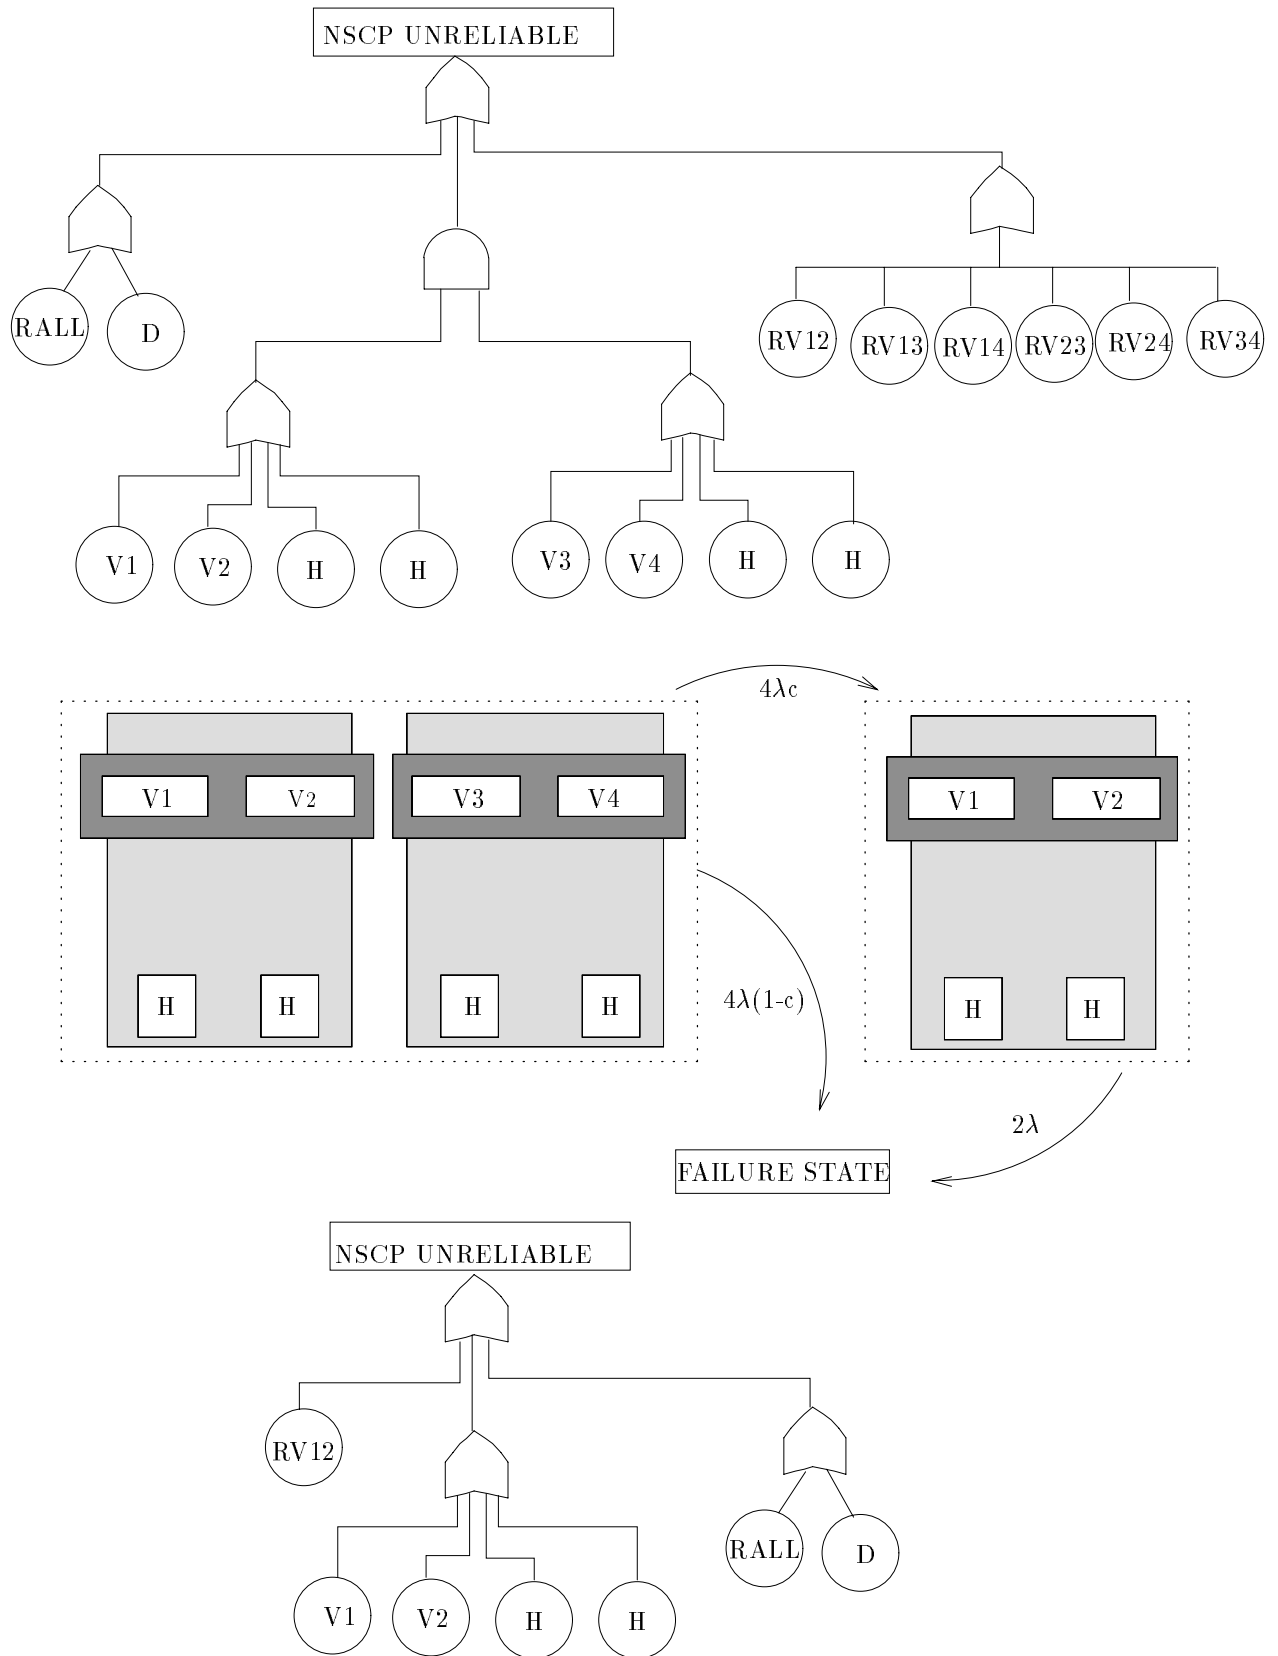 NSCP UNRELIABLE
RALL D RV12 RV13 RV14 RV23 RV24 RV34
V1 V2 H H V3 V4 H H
4λc
V1 V2 V3 V4 V1 V2
4λ(1-c)
H H H H H H
2λ
FAILURE STATE
NSCP UNRELIABLE
RV12
RALL D
V1 V2 H H